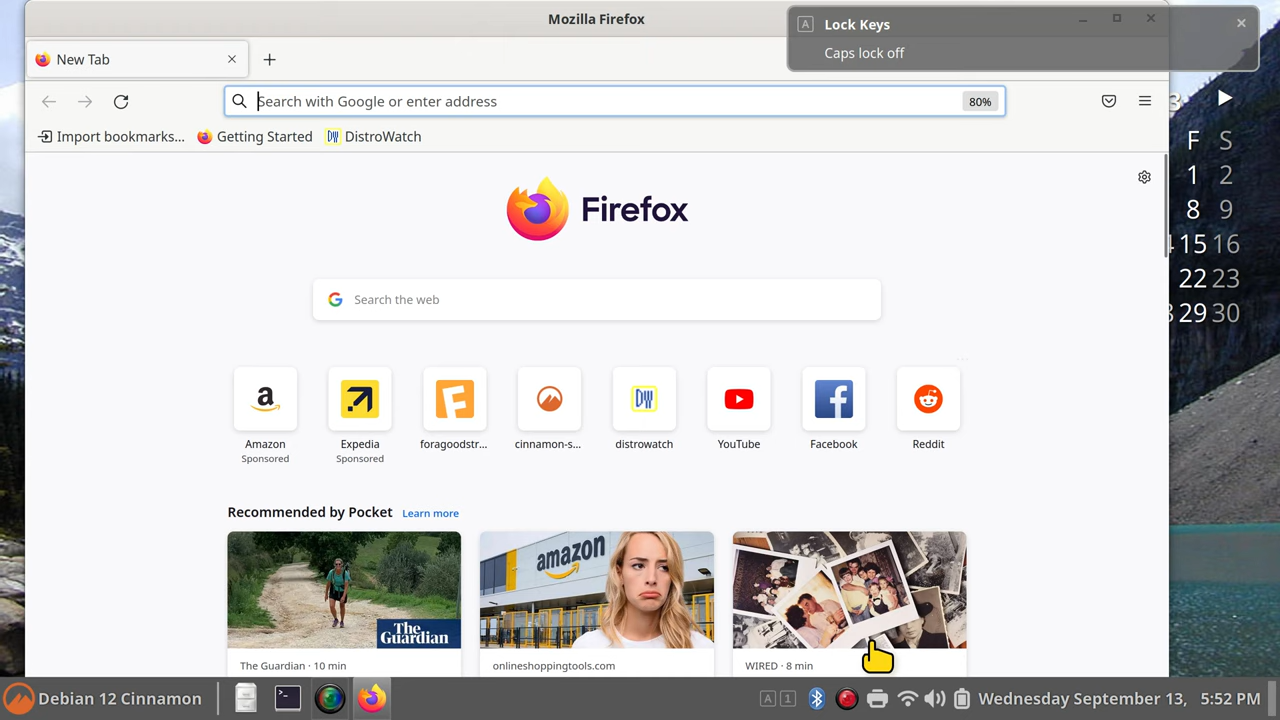 Mozilla Firefox
Lock Keys
Caps lock off
New Tab
Search with Google or enter address
80%
Import bookmarks...
Getting Started
DW DistroWatch
Firefox
Search the web
a
DW
Amazon
Sponsored
Expedia
Sponsored
foragoodstr...
cinnamon-s...
distrowatch
YouTube
Facebook
Reddit
Recommended by Pocket Learn more
The Guardian
amazon
The Guardian · 10 min
onlineshoppingtools.com
WIRED · 8 min
F S
1 2
8 9
15 16
22 23
29 30
Debian 12 Cinnamon
A 1
Wednesday September 13, 5:52 PM